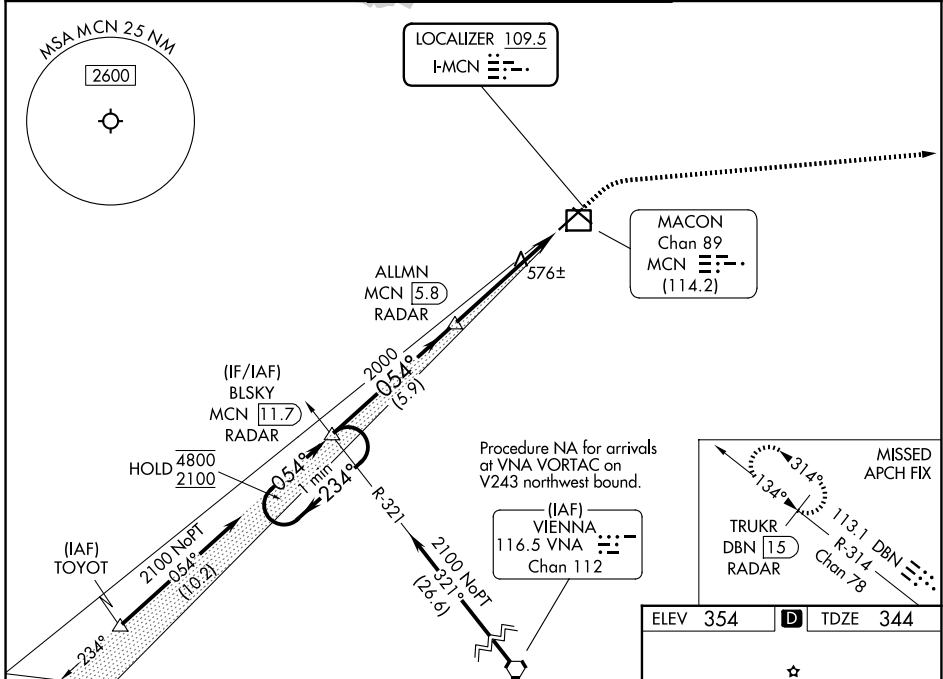 MSA MCN 25 NM
2600
LOCALIZER 109.5
I-MCN
MACON
Chan 89
MCN
(114.2)
576±
ALLMN
MCN 5.8
RADAR
2000
054°
(5.9)
(IF/IAF)
BLSKY
MCN 11.7
RADAR
HOLD 4800
2100
054°
1 min
234°
R-321
2100 NoPT
321°
(26.6)
Procedure NA for arrivals
at VNA VORTAC on
V243 northwest bound.
(IAF)
VIENNA
116.5 VNA
Chan 112
(IAF)
TOYOT
2100 NoPT
054°
(10.2)
234°
MISSED
APCH FIX
314°
134°
TRUKR
DBN 15
RADAR
113.1 DBN
R-314
Chan 78
ELEV 354
D
TDZE 344